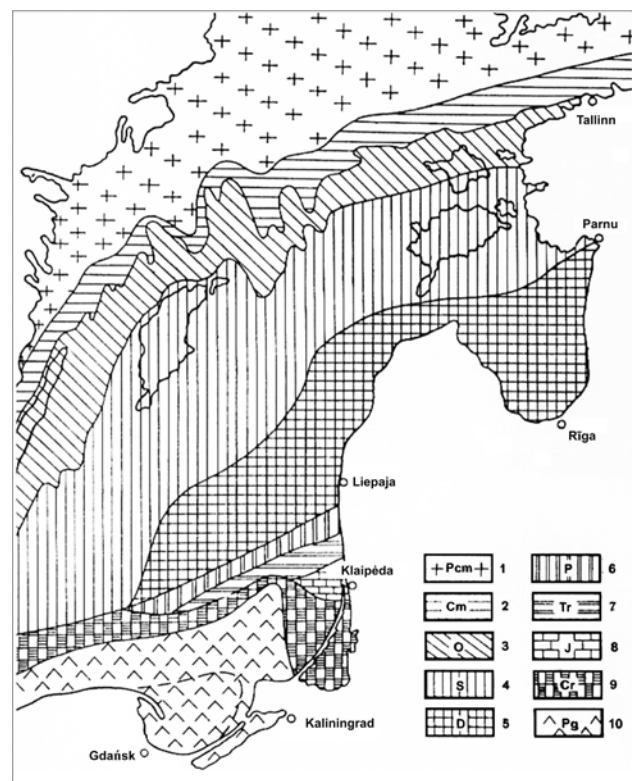 Tallinn
Parnu
Rīga
Liepaja
Klaipėda
Kaliningrad
Gdańsk
Pcm 1
Cm 2
O 3
S 4
D 5
P 6
Tr 7
J 8
Cr 9
Pg 10